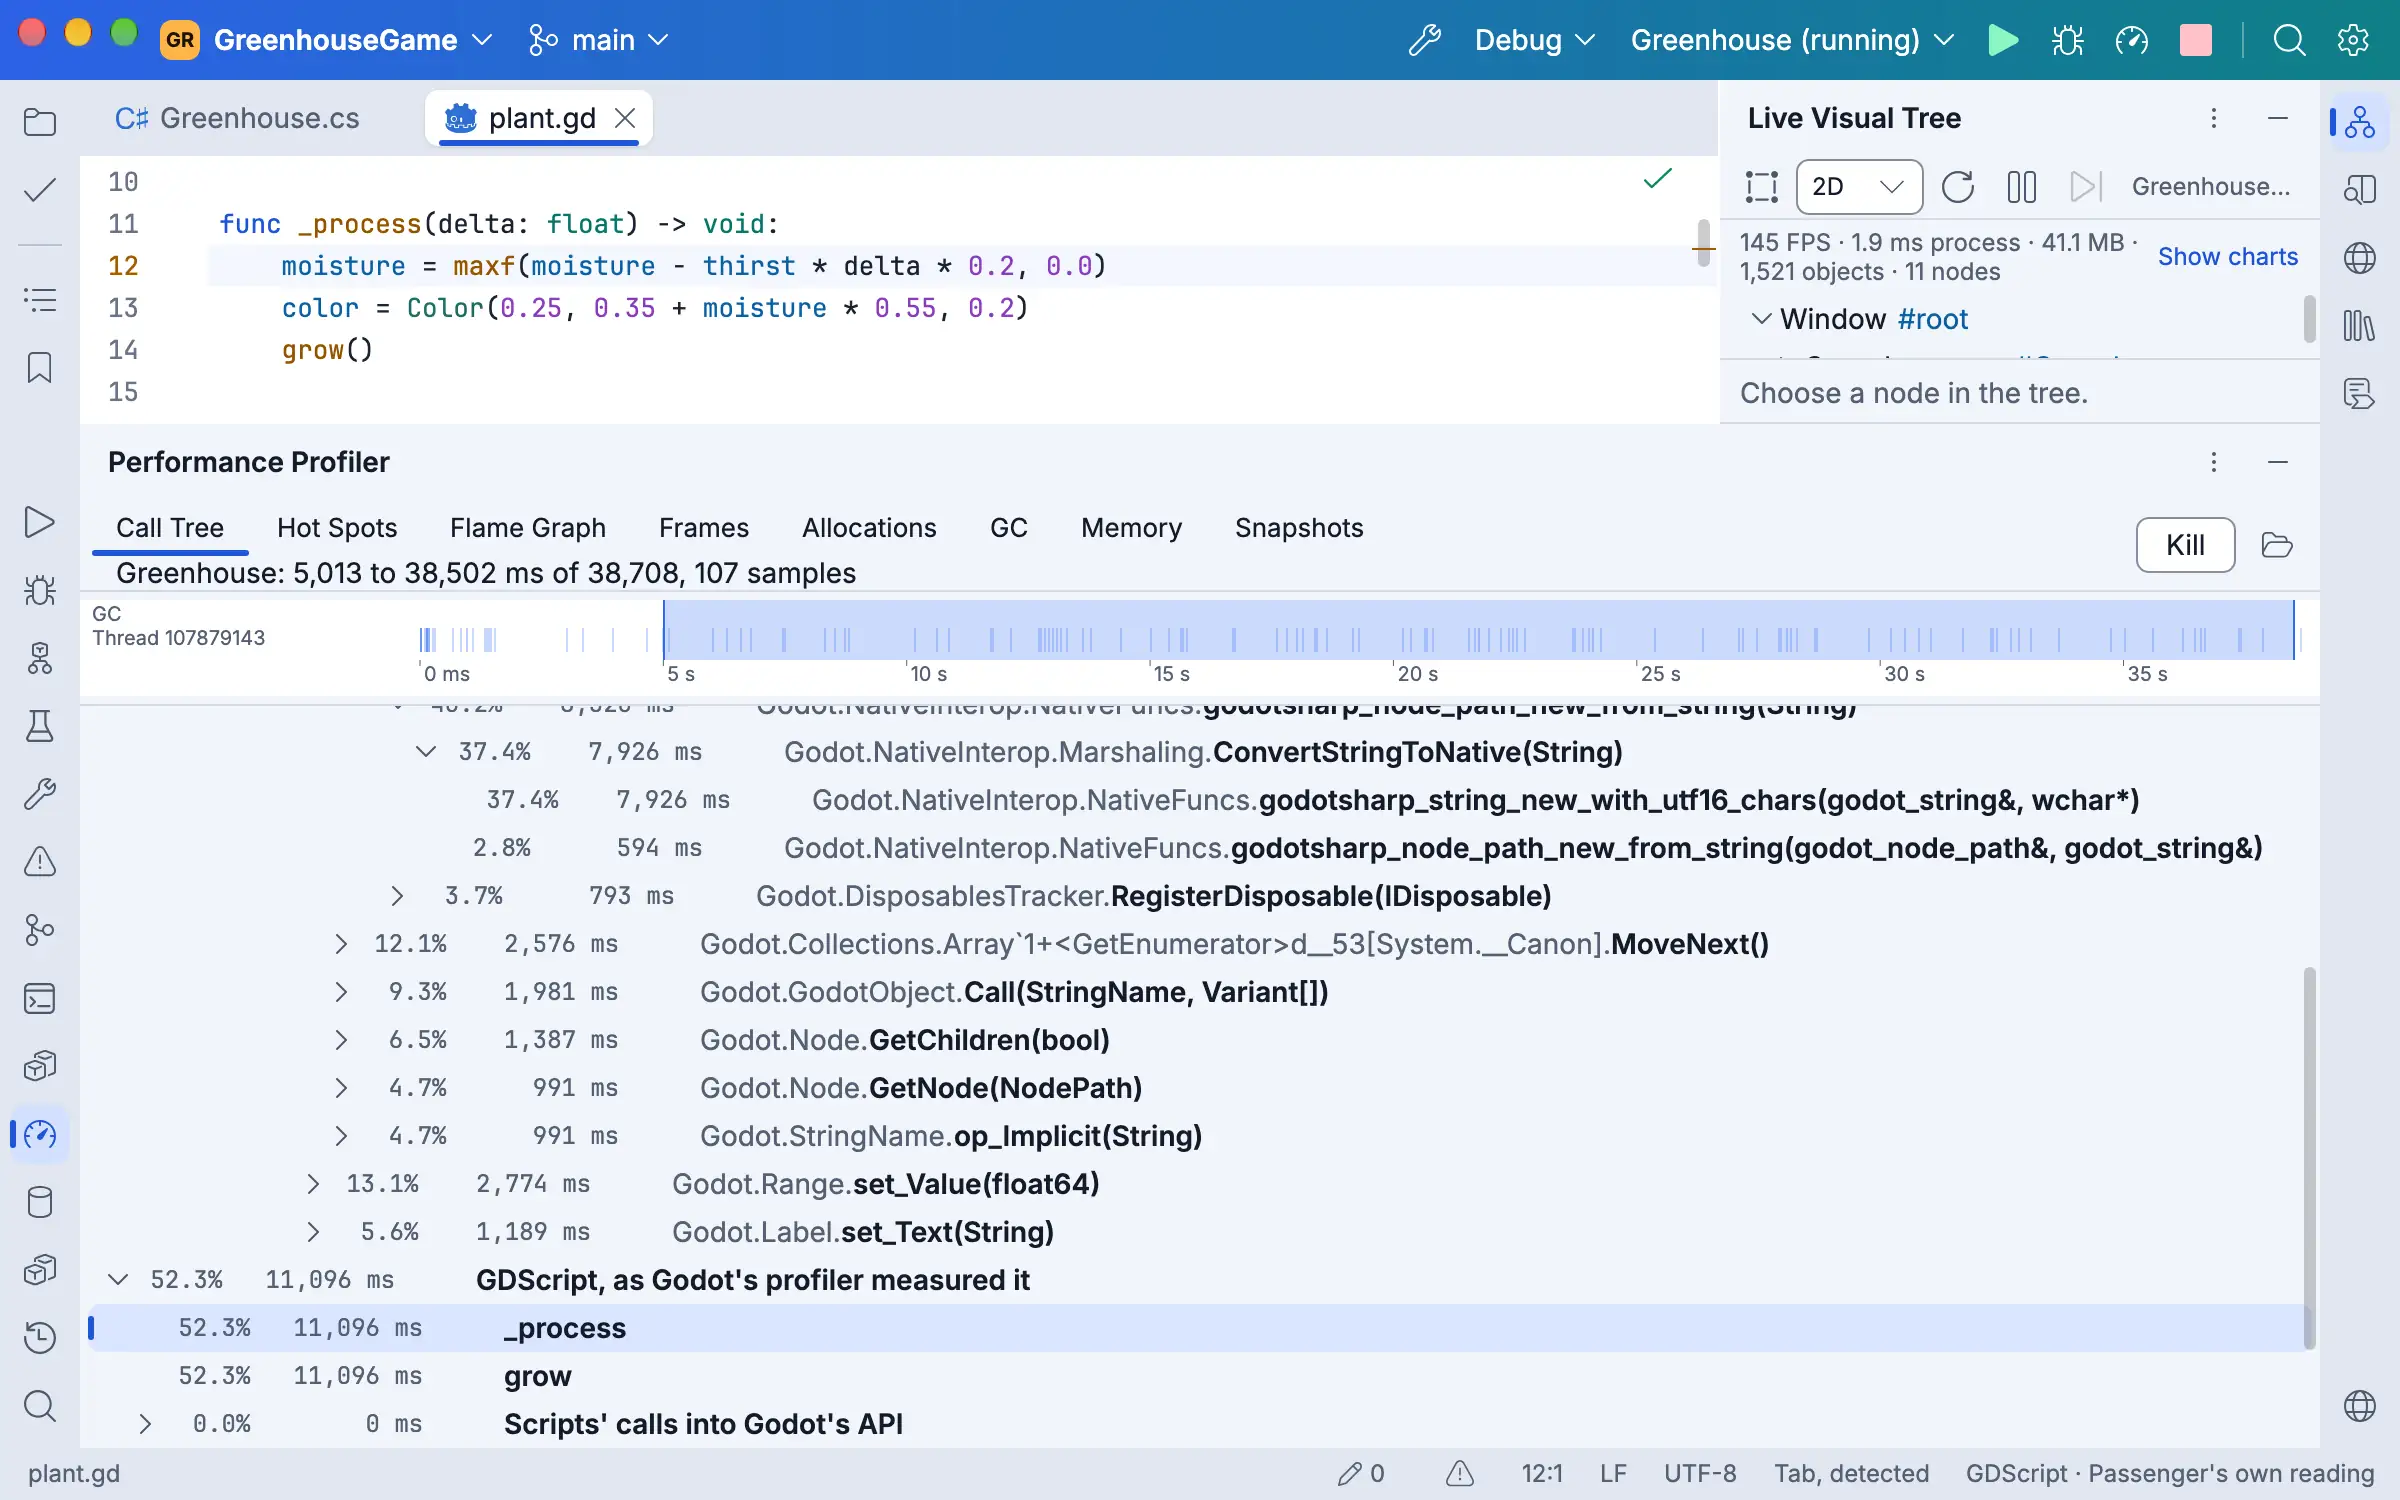 GR GreenhouseGame main Debug Greenhouse (running)
C# Greenhouse.cs plant.gd
10
11 func _process(delta: float) -> void:
12 moisture = maxf(moisture - thirst * delta * 0.2, 0.0)
13 color = Color(0.25, 0.35 + moisture * 0.55, 0.2)
14 grow()
15
Live Visual Tree
2D Greenhouse...
145 FPS · 1.9 ms process · 41.1 MB ·
1,521 objects · 11 nodes
Show charts
Window #root
Choose a node in the tree.
Performance Profiler
Call Tree Hot Spots Flame Graph Frames Allocations GC Memory Snapshots
Kill
Greenhouse: 5,013 to 38,502 ms of 38,708, 107 samples
GC
Thread 107879143
0 ms 5 s 10 s 15 s 20 s 25 s 30 s 35 s
Godot.NativeInterop.NativeFuncs.godotsharp_node_path_new_from_string(String)
37.4% 7,926 ms Godot.NativeInterop.Marshaling.ConvertStringToNative(String)
37.4% 7,926 ms Godot.NativeInterop.NativeFuncs.godotsharp_string_new_with_utf16_chars(godot_string&, wchar*)
2.8% 594 ms Godot.NativeInterop.NativeFuncs.godotsharp_node_path_new_from_string(godot_node_path&, godot_string&)
3.7% 793 ms Godot.DisposablesTracker.RegisterDisposable(IDisposable)
12.1% 2,576 ms Godot.Collections.Array`1+<GetEnumerator>d__53[System.__Canon].MoveNext()
9.3% 1,981 ms Godot.GodotObject.Call(StringName, Variant[])
6.5% 1,387 ms Godot.Node.GetChildren(bool)
4.7% 991 ms Godot.Node.GetNode(NodePath)
4.7% 991 ms Godot.StringName.op_Implicit(String)
13.1% 2,774 ms Godot.Range.set_Value(float64)
5.6% 1,189 ms Godot.Label.set_Text(String)
52.3% 11,096 ms GDScript, as Godot's profiler measured it
52.3% 11,096 ms _process
52.3% 11,096 ms grow
0.0% 0 ms Scripts' calls into Godot's API
plant.gd 0 12:1 LF UTF-8 Tab, detected GDScript · Passenger's own reading